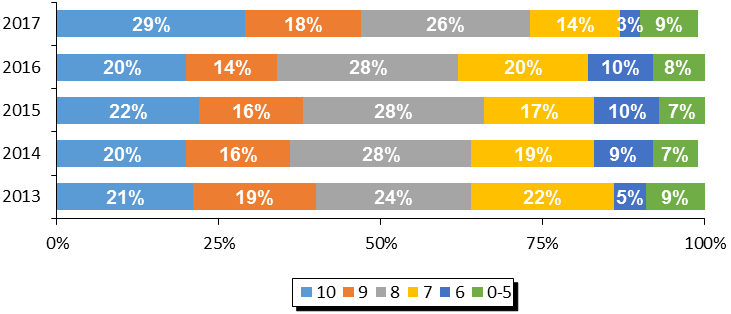 2017 29% 18% 26% 14% 3% 9%
2016 20% 14% 28% 20% 10% 8%
2015 22% 16% 28% 17% 10% 7%
2014 20% 16% 28% 19% 9% 7%
2013 21% 19% 24% 22% 5% 9%
0% 25% 50% 75% 100%
10 9 8 7 6 0-5